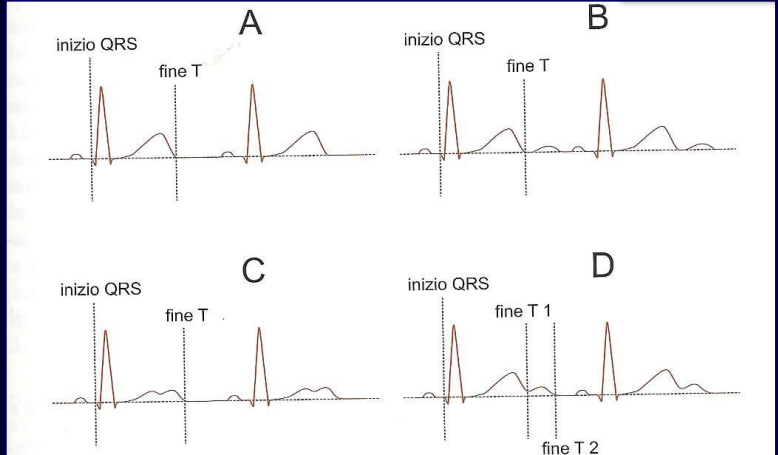 A
inizio QRS
fine T
B
inizio QRS
fine T
C
inizio QRS
fine T
D
inizio QRS
fine T 1
fine T 2